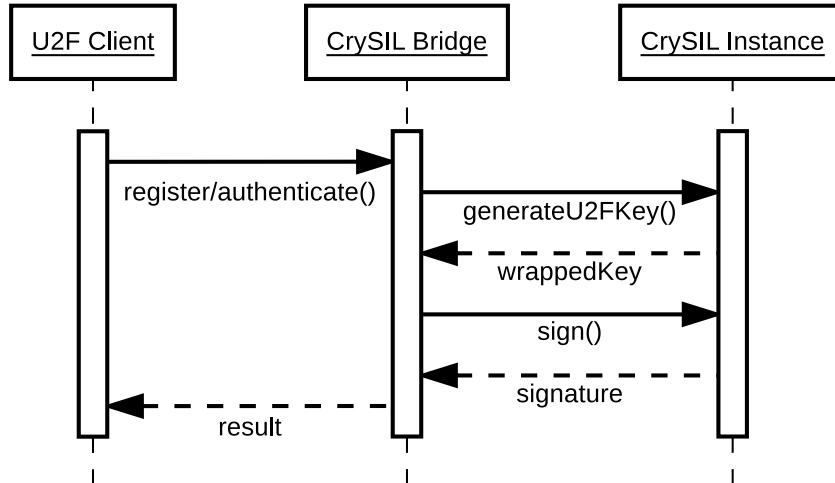 U2F Client
CrySIL Bridge
CrySIL Instance
register/authenticate()
generateU2FKey()
wrappedKey
sign()
signature
result